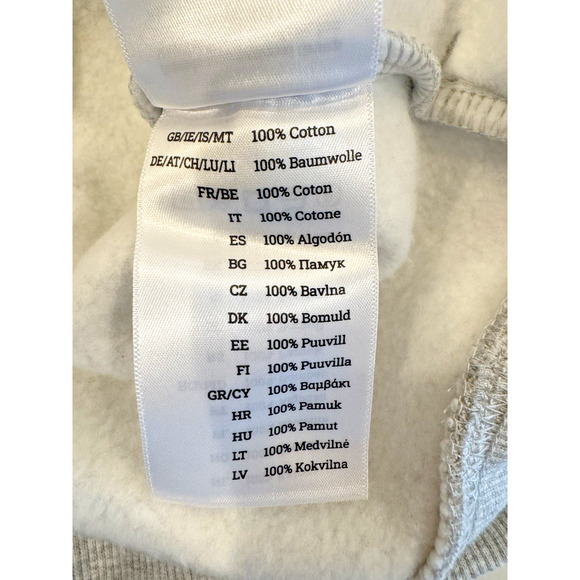 GB/IE/IS/MT 100% Cotton
DE/AT/CH/LU/LI 100% Baumwolle
FR/BE 100% Coton
IT 100% Cotone
ES 100% Algodón
BG 100% Памук
CZ 100% Bavlna
DK 100% Bomuld
EE 100% Puuvill
FI 100% Puuvilla
GR/CY 100% Βαμβάκι
HR 100% Pamuk
HU 100% Pamut
LT 100% Medvilnė
LV 100% Kokvilna